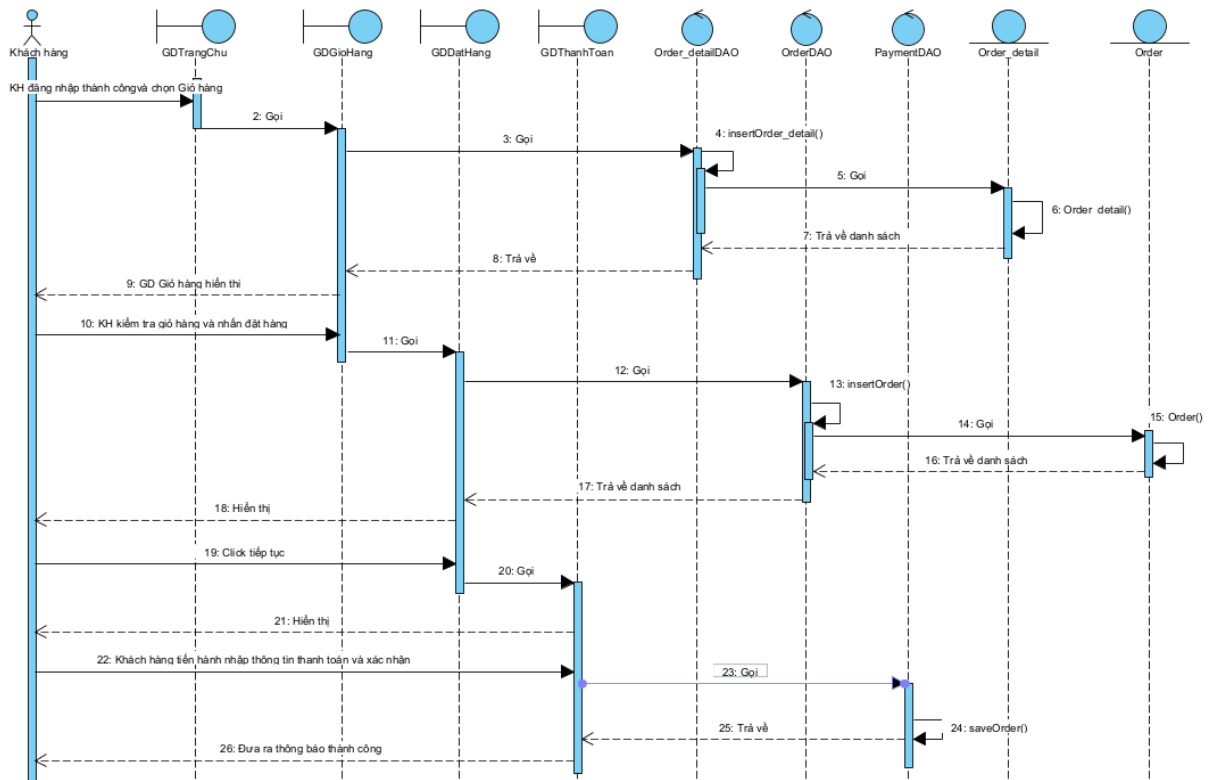 Khách hàng
GDTrangChu
GDGioHang
GDDatHang
GDThanhToan
Order_detailDAO
OrderDAO
PaymentDAO
Order_detail
Order
KH đăng nhập thành côngvà chọn Giỏ hàng
2: Gọi
3: Gọi
4: insertOrder_detail()
5: Gọi
6: Order_detail()
7: Trả về danh sách
8: Trả về
9: GD Giỏ hàng hiển thi
10: KH kiểm tra giỏ hàng và nhấn đặt hàng
11: Gọi
12: Gọi
13: insertOrder()
14: Gọi
15: Order()
16: Trả về danh sách
17: Trả về danh sách
18: Hiển thị
19: Click tiếp tục
20: Gọi
21: Hiển thị
22: Khách hàng tiến hành nhập thông tin thanh toán và xác nhận
23: Gọi
24: saveOrder()
25: Trả về
26: Đưa ra thông báo thành công